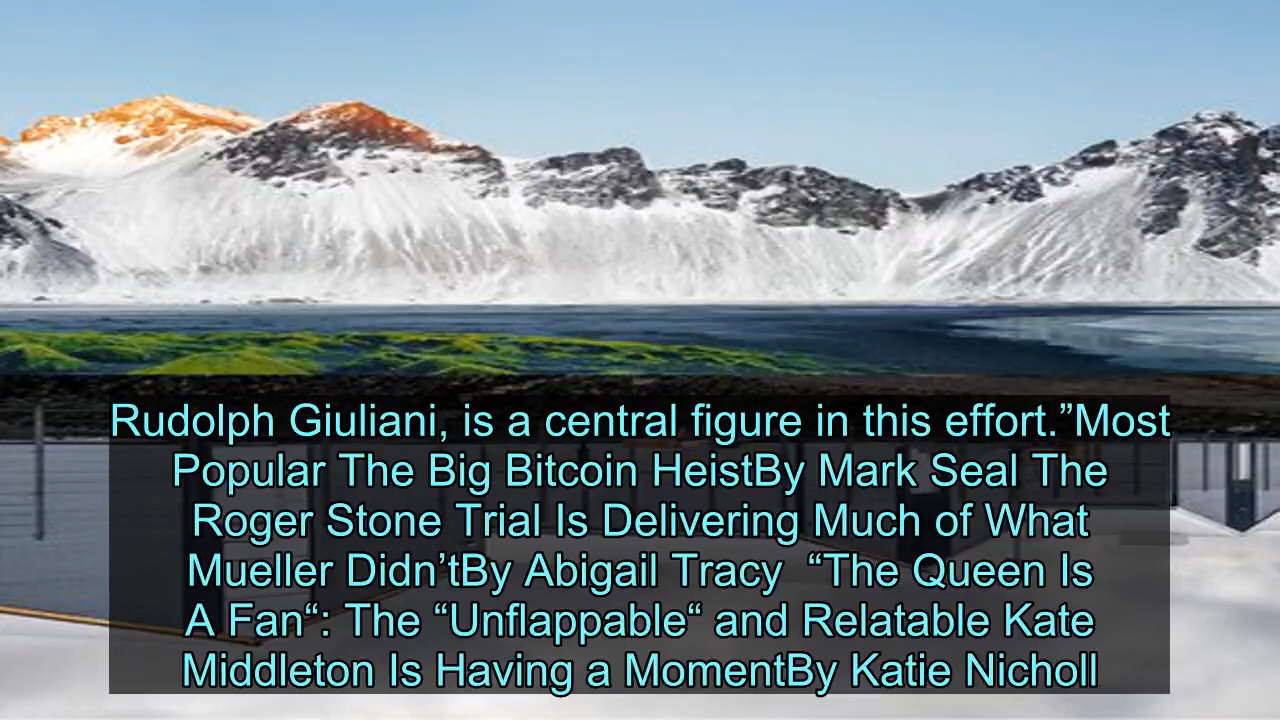 Rudolph Giuliani, is a central figure in this effort.”Most
Popular The Big Bitcoin HeistBy Mark Seal The
Roger Stone Trial Is Delivering Much of What
Mueller Didn’tBy Abigail Tracy  “The Queen Is
A Fan“: The “Unflappable“ and Relatable Kate
Middleton Is Having a MomentBy Katie Nicholl